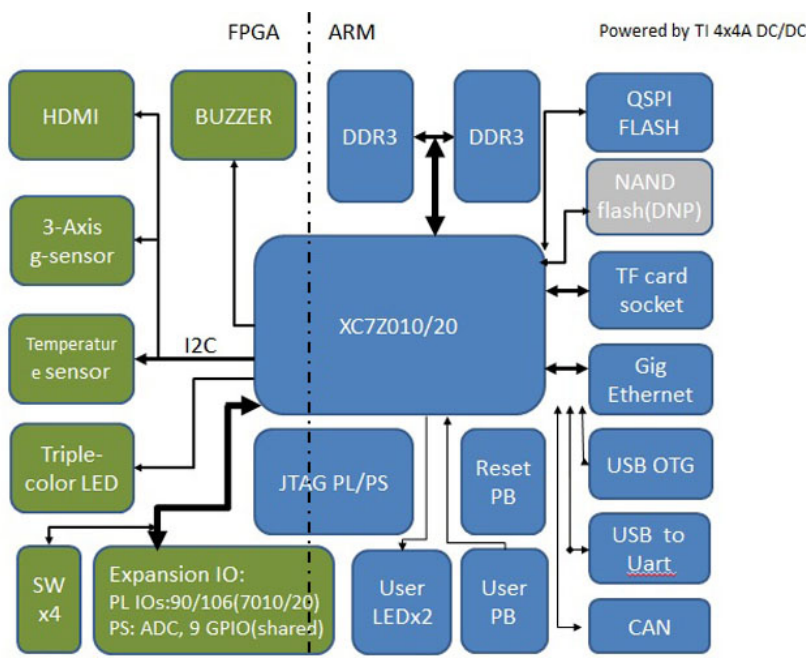 FPGA
ARM
Powered by TI 4x4A DC/DC
HDMI
BUZZER
DDR3
DDR3
QSPI
FLASH
NAND
flash(DNP)
3-Axis
g-sensor
TF card
socket
XC7Z010/20
I2C
Temperatur
e sensor
Gig
Ethernet
Triple-
color LED
JTAG PL/PS
Reset
PB
USB OTG
SW
x4
Expansion IO:
PL IOs:90/106(7010/20)
PS: ADC, 9 GPIO(shared)
User
LEDx2
User
PB
USB to
Uart
CAN